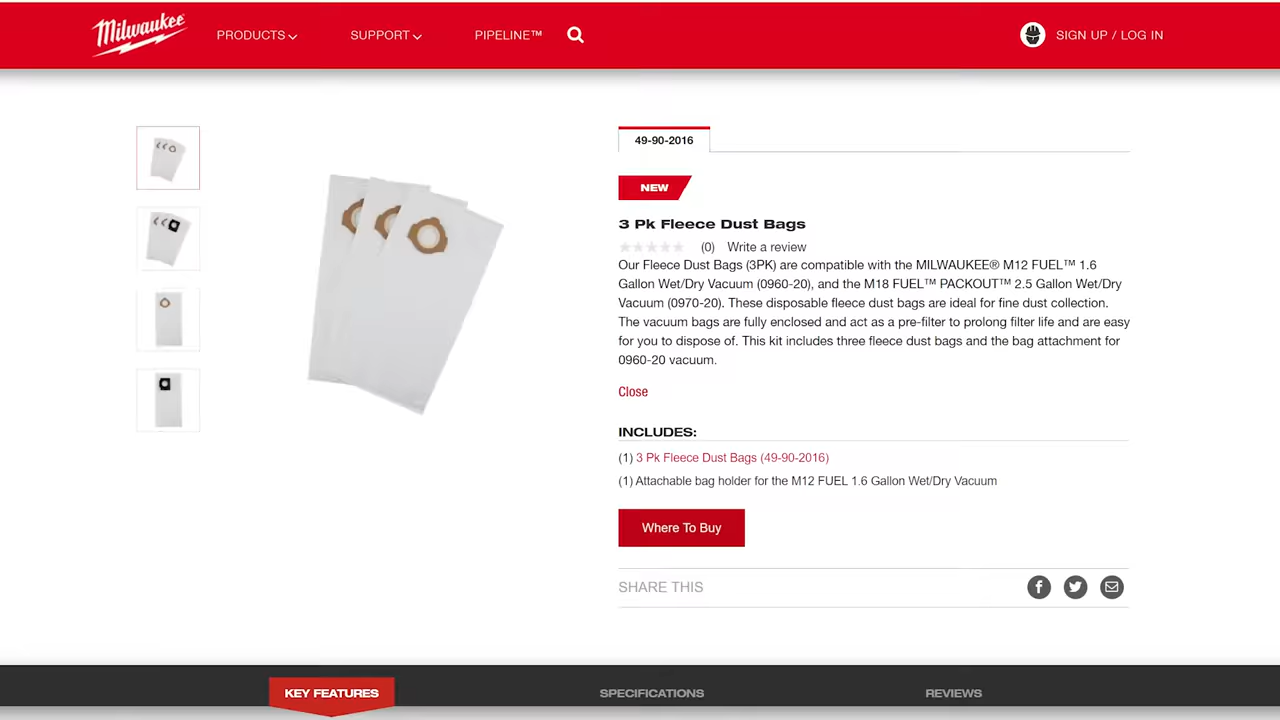 Milwaukee
PRODUCTS
SUPPORT
PIPELINE™
SIGN UP / LOG IN
49-90-2016
NEW
3 Pk Fleece Dust Bags
(0) Write a review
Our Fleece Dust Bags (3PK) are compatible with the MILWAUKEE® M12 FUEL™ 1.6
Gallon Wet/Dry Vacuum (0960-20), and the M18 FUEL™ PACKOUT™ 2.5 Gallon Wet/Dry
Vacuum (0970-20). These disposable fleece dust bags are ideal for fine dust collection.
The vacuum bags are fully enclosed and act as a pre-filter to prolong filter life and are easy
for you to dispose of. This kit includes three fleece dust bags and the bag attachment for
0960-20 vacuum.
Close
INCLUDES:
(1) 3 Pk Fleece Dust Bags (49-90-2016)
(1) Attachable bag holder for the M12 FUEL 1.6 Gallon Wet/Dry Vacuum
Where To Buy
SHARE THIS
KEY FEATURES
SPECIFICATIONS
REVIEWS